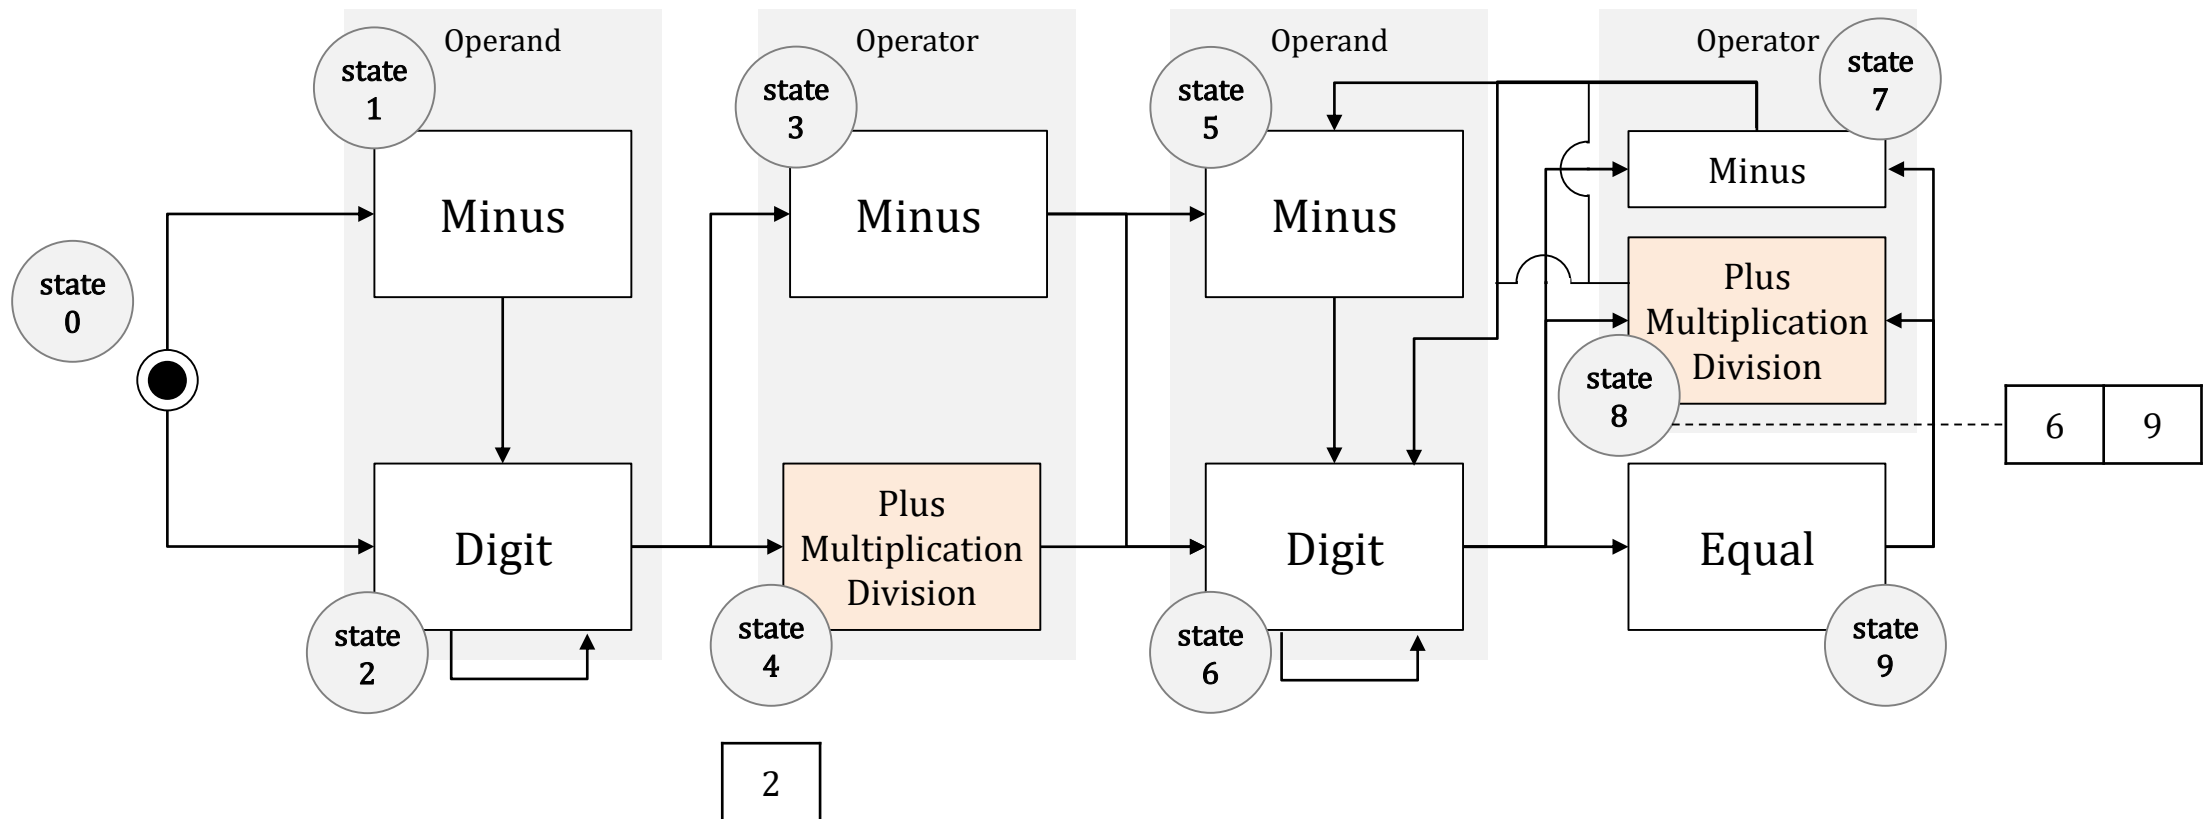 Operand
Operator
Operand
Operator
state
0
state
1
Minus
state
2
Digit
state
3
Minus
state
4
Plus
Multiplication
Division
2
state
5
Minus
state
6
Digit
state
7
Minus
state
8
Plus
Multiplication
Division
6 9
state
9
Equal